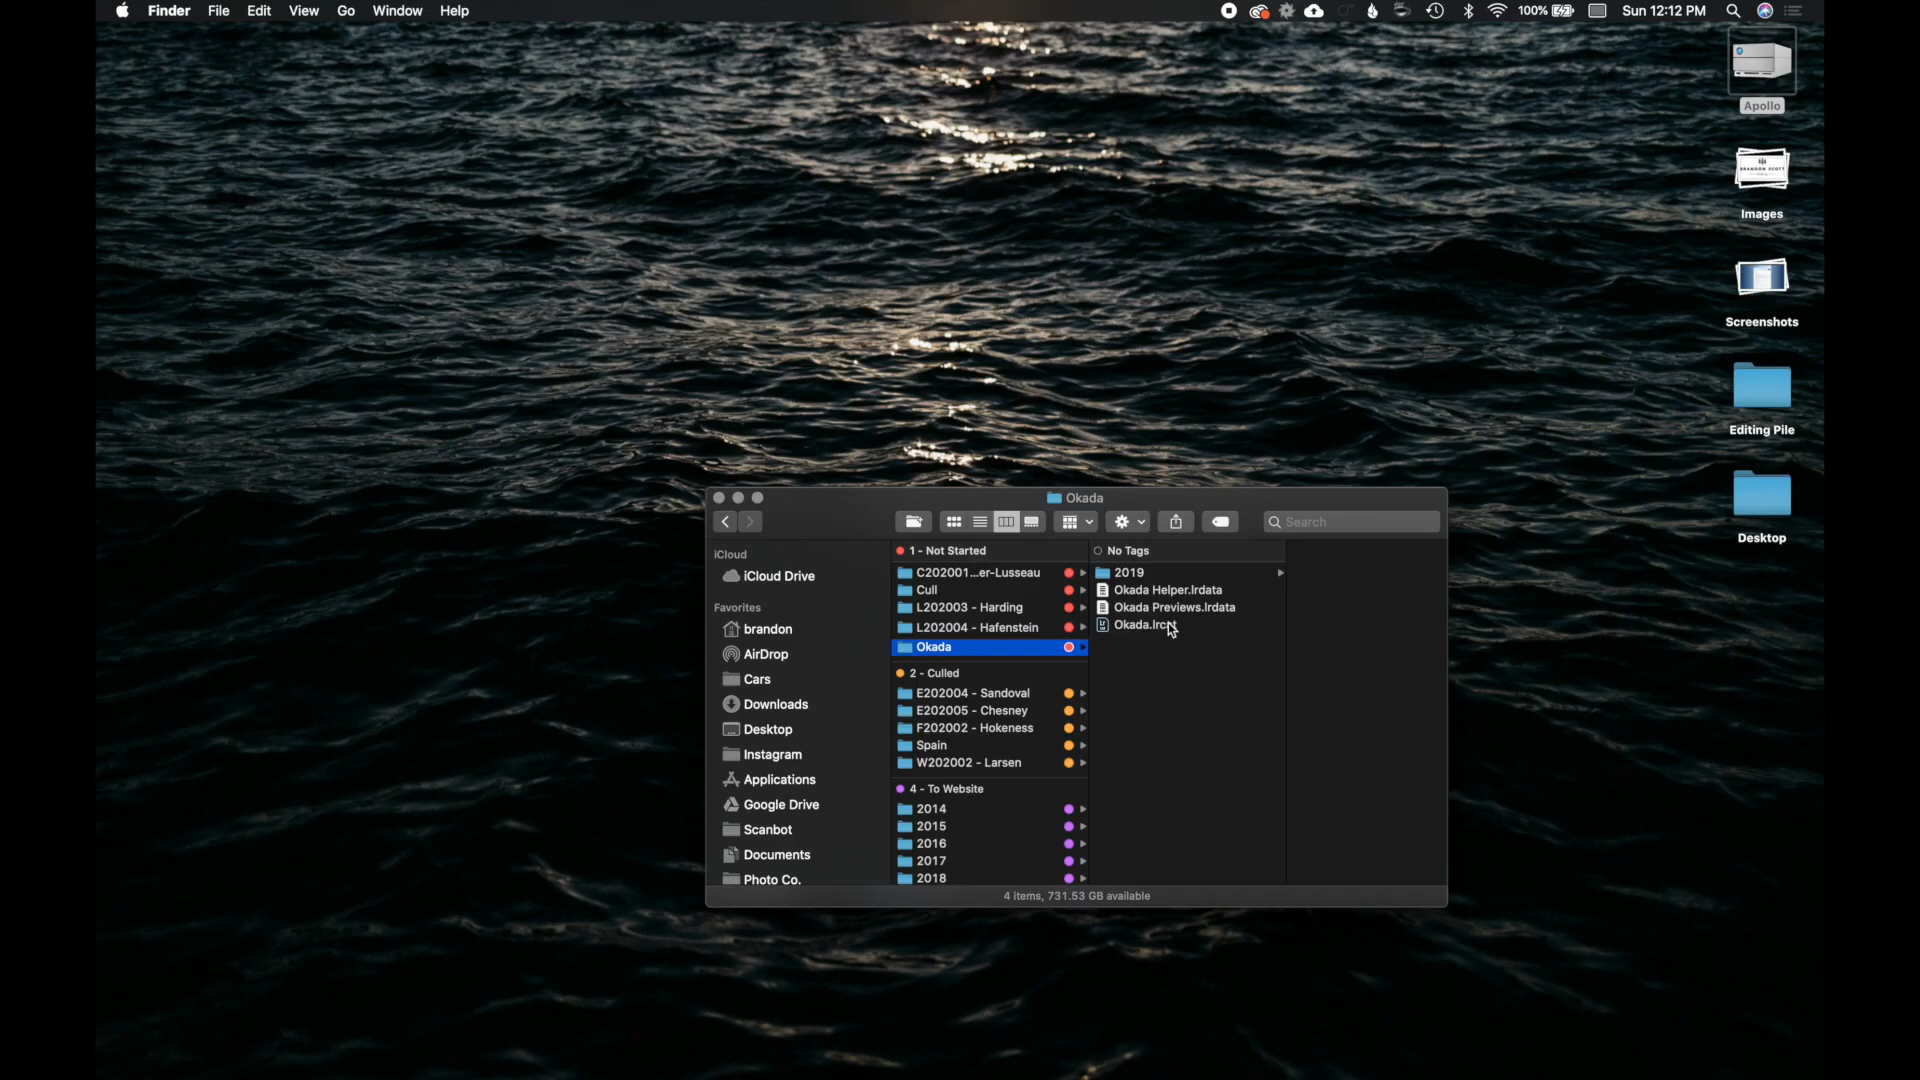 Finder File Edit View Go Window Help
100% Sun 12:12 PM
Apollo
BRANDON SCOTT
Images
Screenshots
Editing Pile
Desktop
Okada
Search
iCloud
iCloud Drive
Favorites
brandon
AirDrop
Cars
Downloads
Desktop
Instagram
Applications
Google Drive
Scanbot
Documents
Photo Co.
1 - Not Started
C202001...er-Lusseau
Cull
L202003 - Harding
L202004 - Hafenstein
Okada
2 - Culled
E202004 - Sandoval
E202005 - Chesney
F202002 - Hokeness
Spain
W202002 - Larsen
4 - To Website
2014
2015
2016
2017
2018
No Tags
2019
Okada Helper.lrdata
Okada Previews.lrdata
Okada.lrcat
4 items, 731.53 GB available